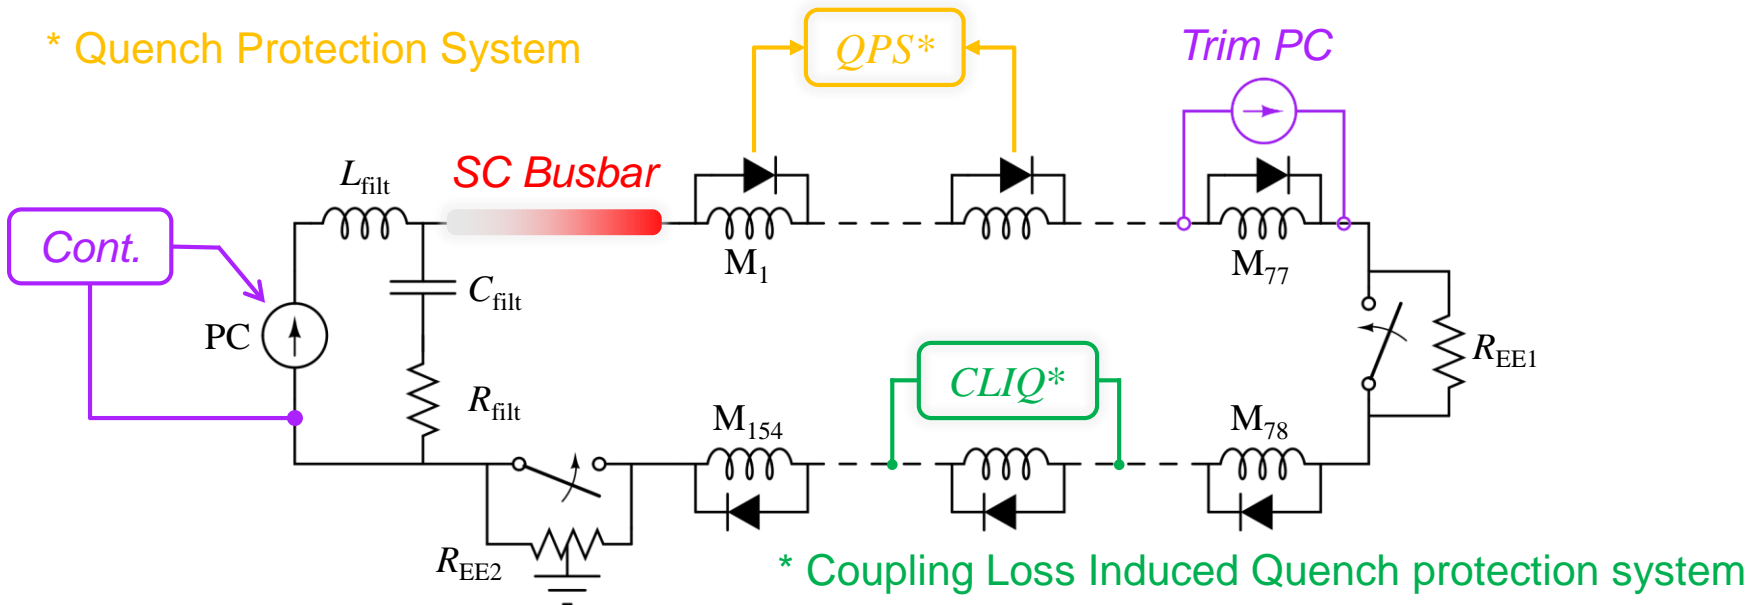 * Quench Protection System
QPS*
Trim PC
L_filt
SC Busbar
Cont.
M_1
M_77
C_filt
PC
R_EE1
CLIQ*
R_filt
M_154
M_78
R_EE2
* Coupling Loss Induced Quench protection system